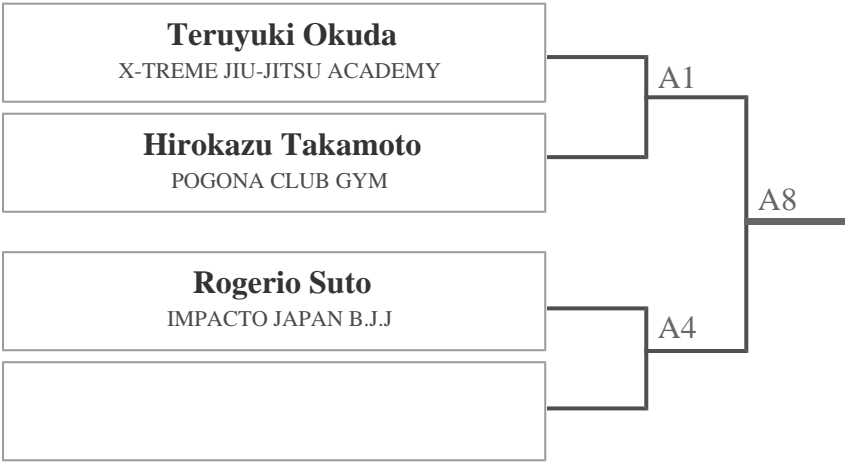 Teruyuki Okuda
X-TREME JIU-JITSU ACADEMY
A1
Hirokazu Takamoto
POGONA CLUB GYM
A8
Rogerio Suto
IMPACTO JAPAN B.J.J
A4